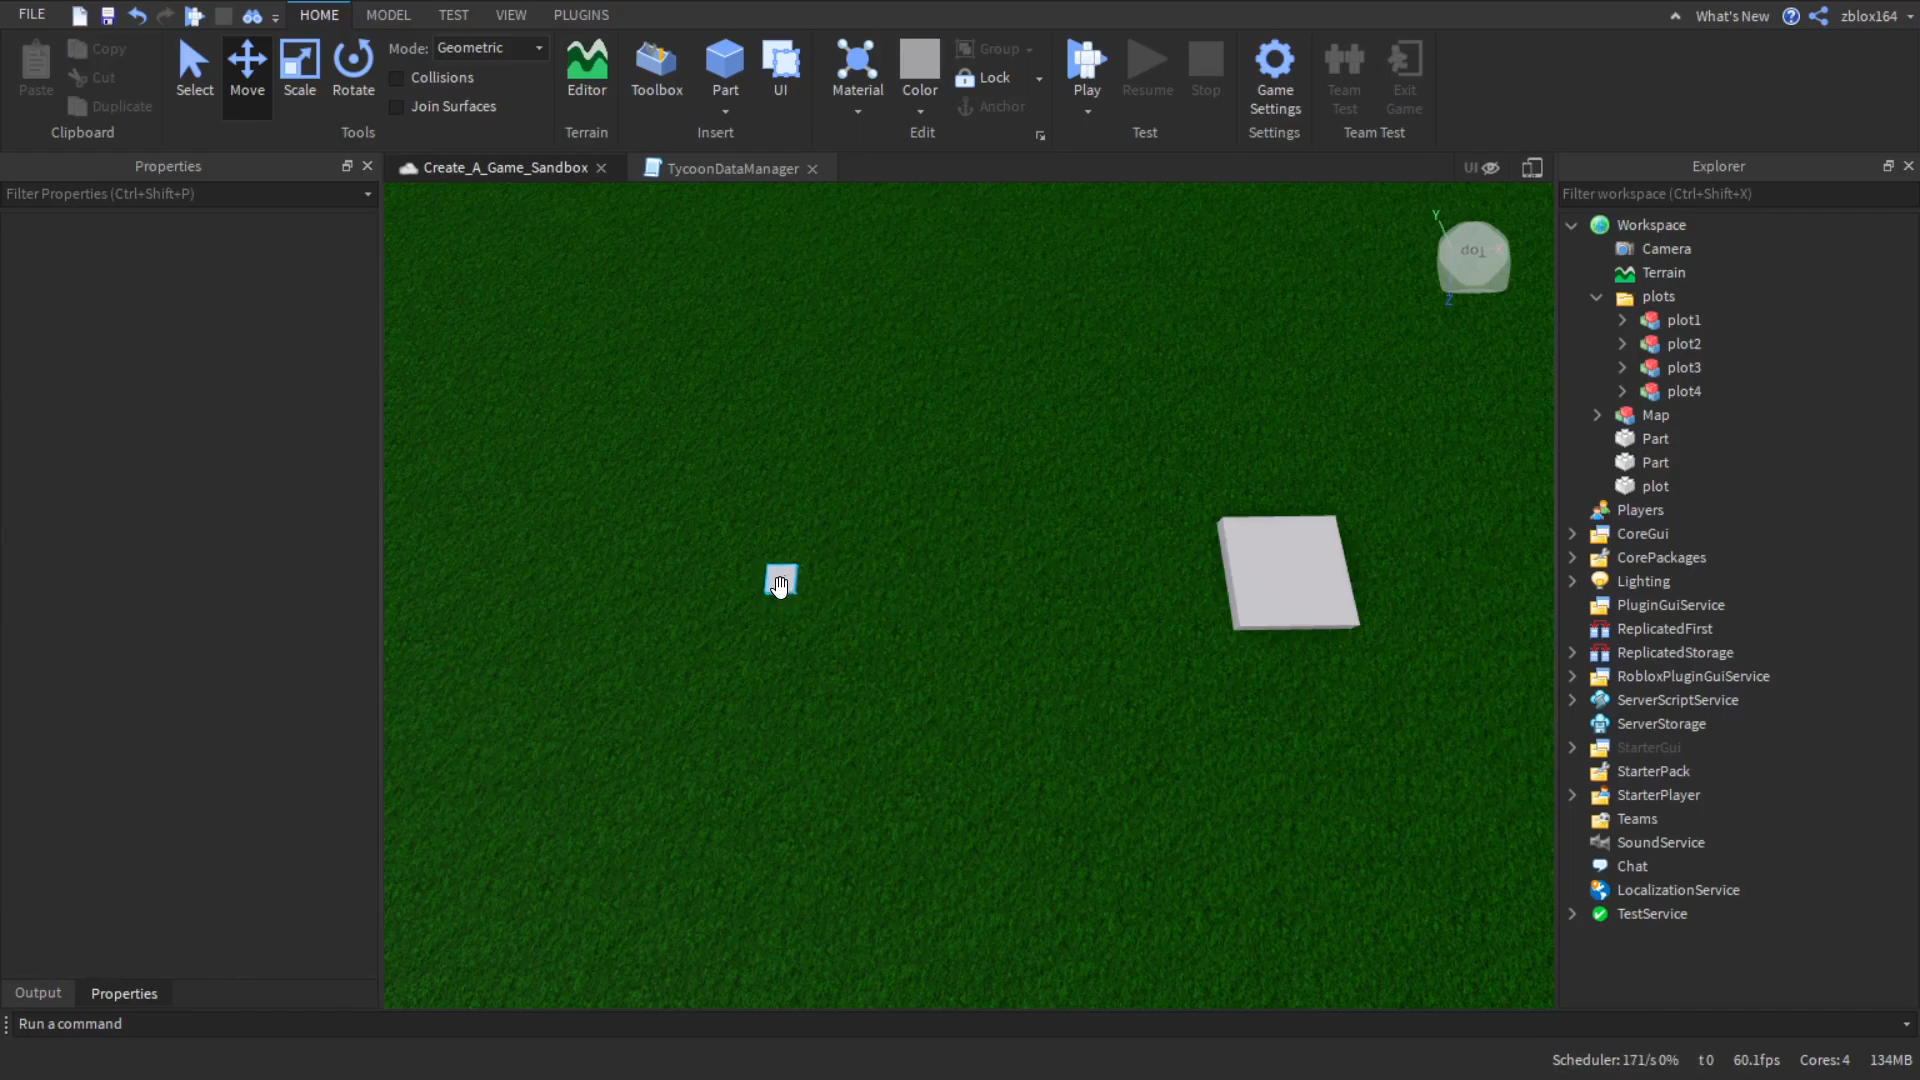 FILE HOME MODEL TEST VIEW PLUGINS What's New zblox164
Paste Copy Cut Duplicate Clipboard
Select Move Scale Rotate Tools
Mode: Geometric
Collisions
Join Surfaces
Editor Terrain
Toolbox Part UI Insert
Material Color Group Lock Anchor Edit
Play Resume Stop Test
Game Settings Settings
Team Test Exit Game Team Test
Properties
Filter Properties (Ctrl+Shift+P)
Create_A_Game_Sandbox
TycoonDataManager
UI
Y
Top
X
Z
Explorer
Filter workspace (Ctrl+Shift+X)
Workspace
Camera
Terrain
plots
plot1
plot2
plot3
plot4
Map
Part
Part
plot
Players
CoreGui
CorePackages
Lighting
PluginGuiService
ReplicatedFirst
ReplicatedStorage
RobloxPluginGuiService
ServerScriptService
ServerStorage
StarterGui
StarterPack
StarterPlayer
Teams
SoundService
Chat
LocalizationService
TestService
Output Properties
Run a command
Scheduler: 171/s 0% t 0 60.1fps Cores: 4 134MB